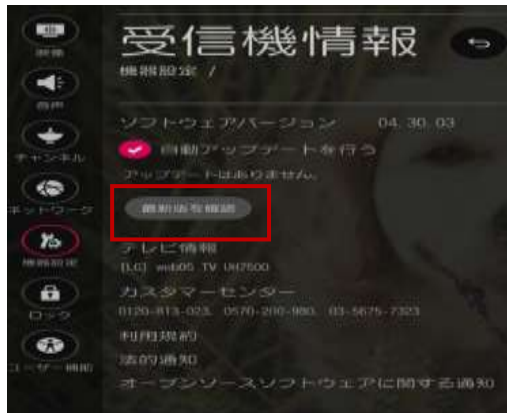 受信機情報
機器設定 /
映像
音声
チャンネル
ネットワーク
機器設定
ロック
ユーザー補助
ソフトウェアバージョン 04.30.03
自動アップデートを行う
アップデートはありません。
最新版を確認
テレビ情報
[LG] webOS TV UH7500
カスタマーセンター
0120-813-023, 0570-200-980, 03-5675-7323
利用規約
法的通知
オープンソースソフトウェアに関する通知